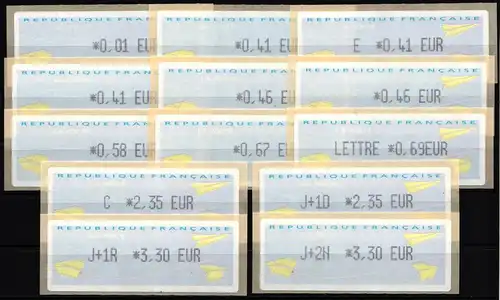 REPUBLIQUE FRANÇAISE REPUBLIQUE FRANÇAISE REPUBLIQUE FRANÇAISE
*0,01 EUR *0,41 EUR E *0,41 EUR
REPUBLIQUE FRANÇAISE REPUBLIQUE FRANÇAISE REPUBLIQUE FRANÇAISE
*0,41 EUR *0,46 EUR *0,46 EUR
REPUBLIQUE FRANÇAISE REPUBLIQUE FRANÇAISE REPUBLIQUE FRANÇAISE
*0,58 EUR *0,67 EUR LETTRE *0,69EUR
REPUBLIQUE FRANÇAISE REPUBLIQUE FRANÇAISE
C *2,35 EUR J+1D *2,35 EUR
REPUBLIQUE FRANÇAISE REPUBLIQUE FRANÇAISE
J+1R *3,30 EUR J+2H *3,30 EUR